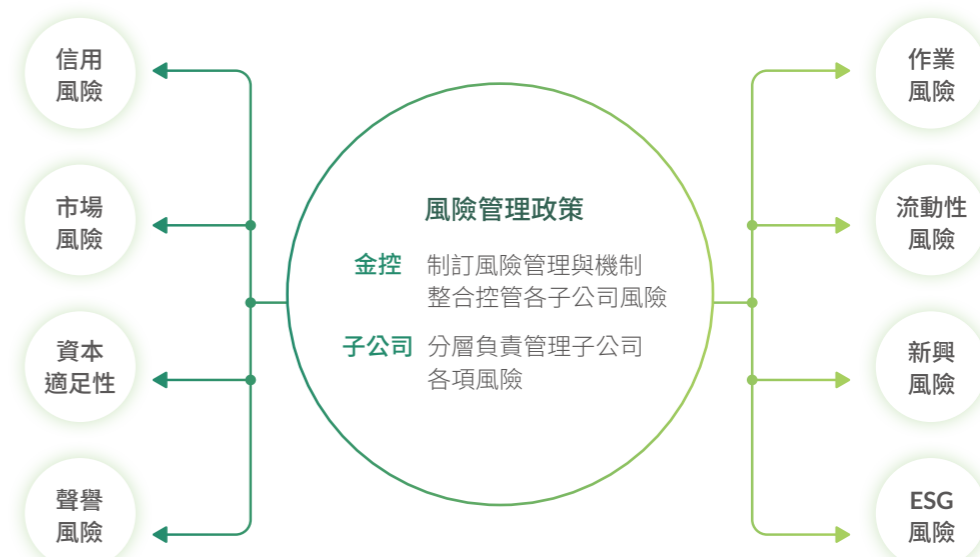 信用
風險
市場
風險
資本
適足性
聲譽
風險
風險管理政策
金控 制訂風險管理與機制
整合控管各子公司風險
子公司 分層負責管理子公司
各項風險
作業
風險
流動性
風險
新興
風險
ESG
風險